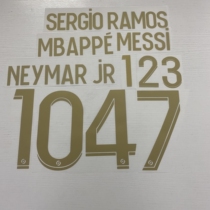 SERGIO RAMOS
MBAPPÉ MESSI
NEYMAR JR 123
1047